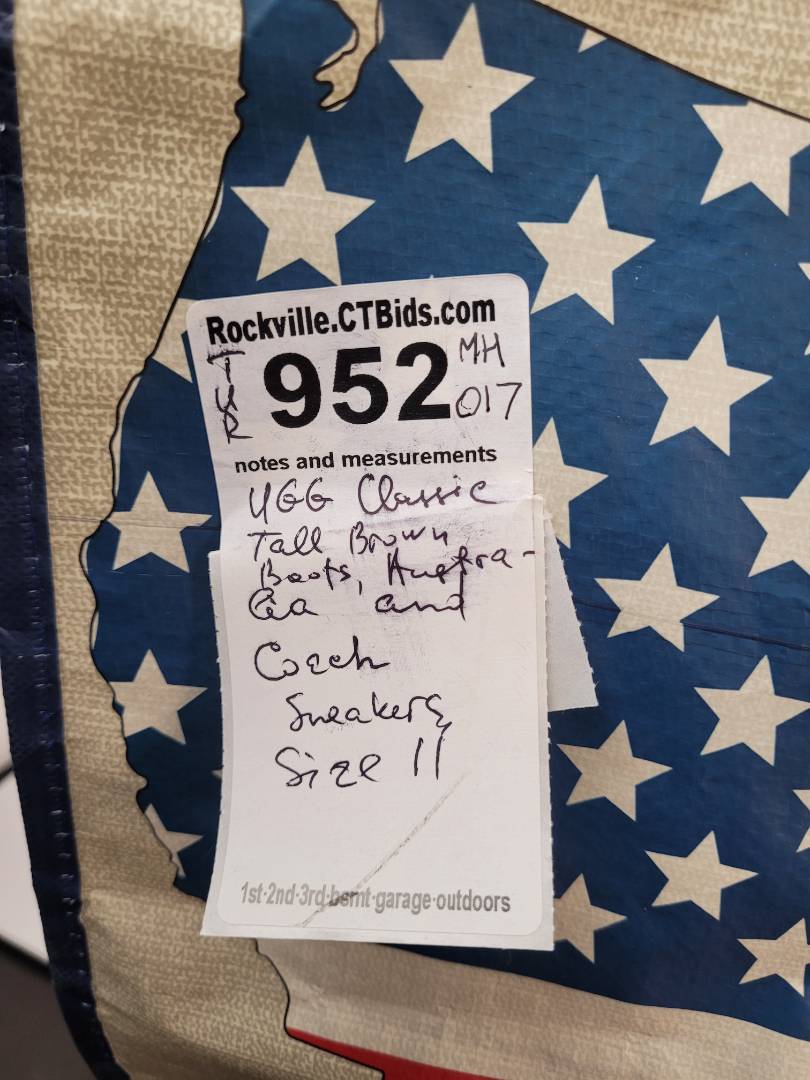 Rockville.CTBids.com
952
MH
017
notes and measurements
UGG Classic
Tall Brown
Boots, Austra-
lia and
Coach
Sneakers,
Size 11
1st-2nd-3rd-bsmt-garage-outdoors